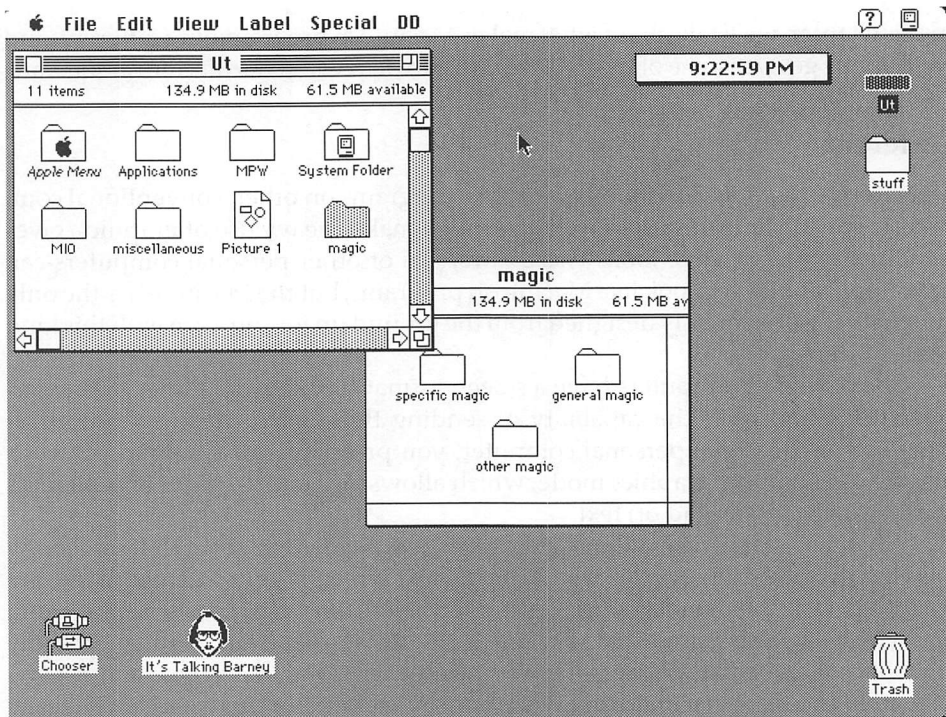 File Edit View Label Special DD
Ut
11 items 134.9 MB in disk 61.5 MB available
Apple Menu Applications MPW System Folder
MIO miscellaneous Picture 1 magic
9:22:59 PM
Ut
stuff
magic
134.9 MB in disk 61.5 MB av
specific magic general magic
other magic
Chooser
It's Talking Barney
Trash